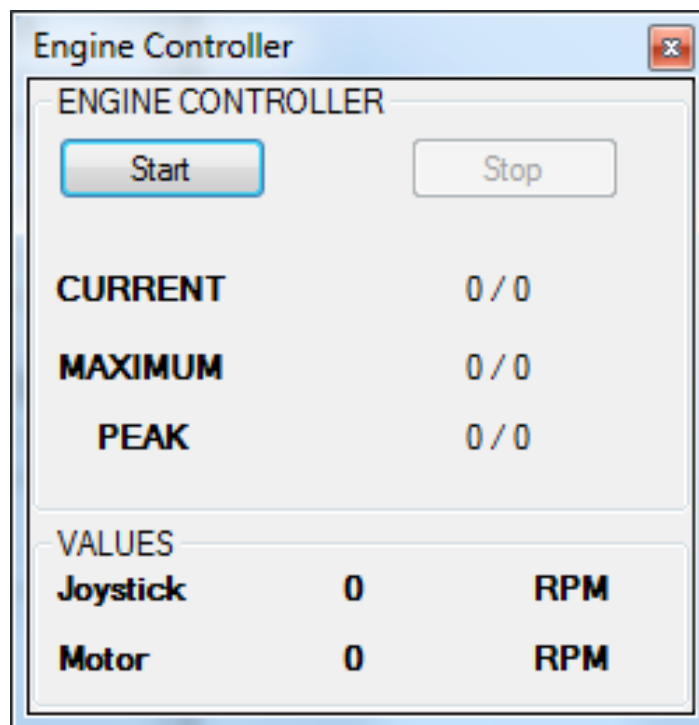 Engine Controller
ENGINE CONTROLLER
Start Stop
CURRENT 0 / 0
MAXIMUM 0 / 0
PEAK 0 / 0
VALUES
Joystick 0 RPM
Motor 0 RPM